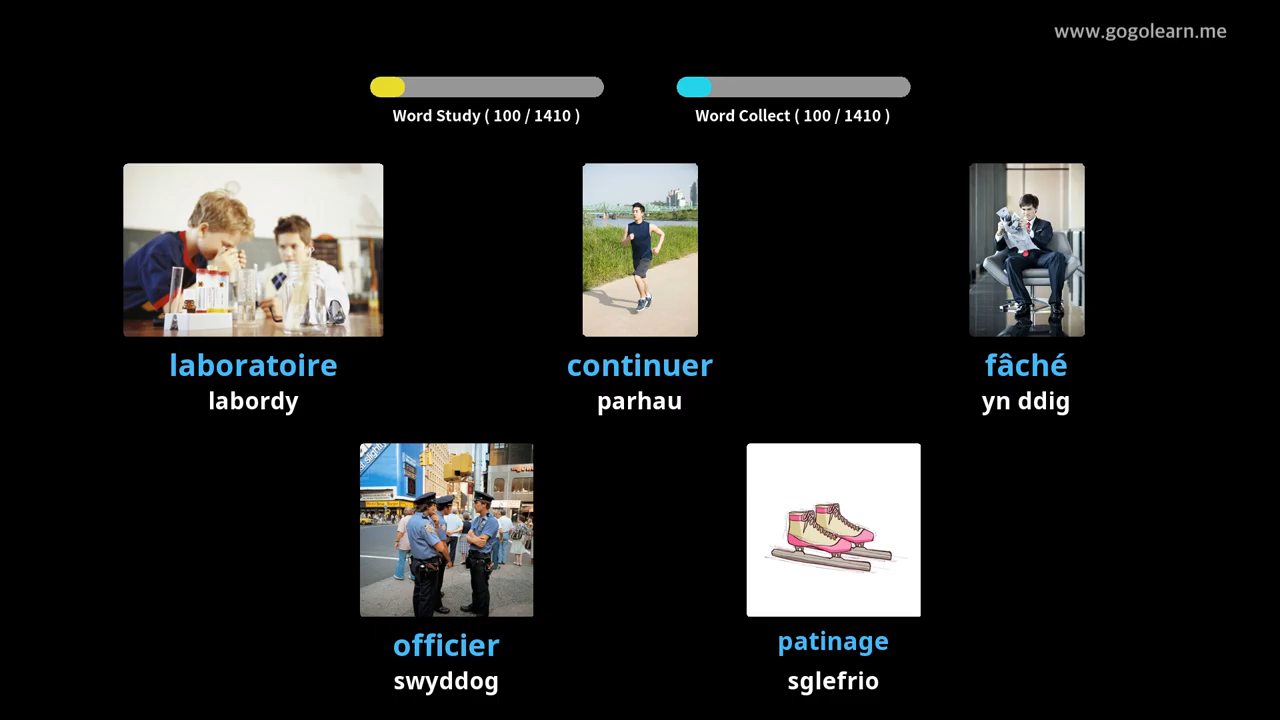 www.gogolearn.me
Word Study ( 100 / 1410 )
Word Collect ( 100 / 1410 )
laboratoire
labordy
continuer
parhau
fâché
yn ddig
officier
swyddog
patinage
sglefrio